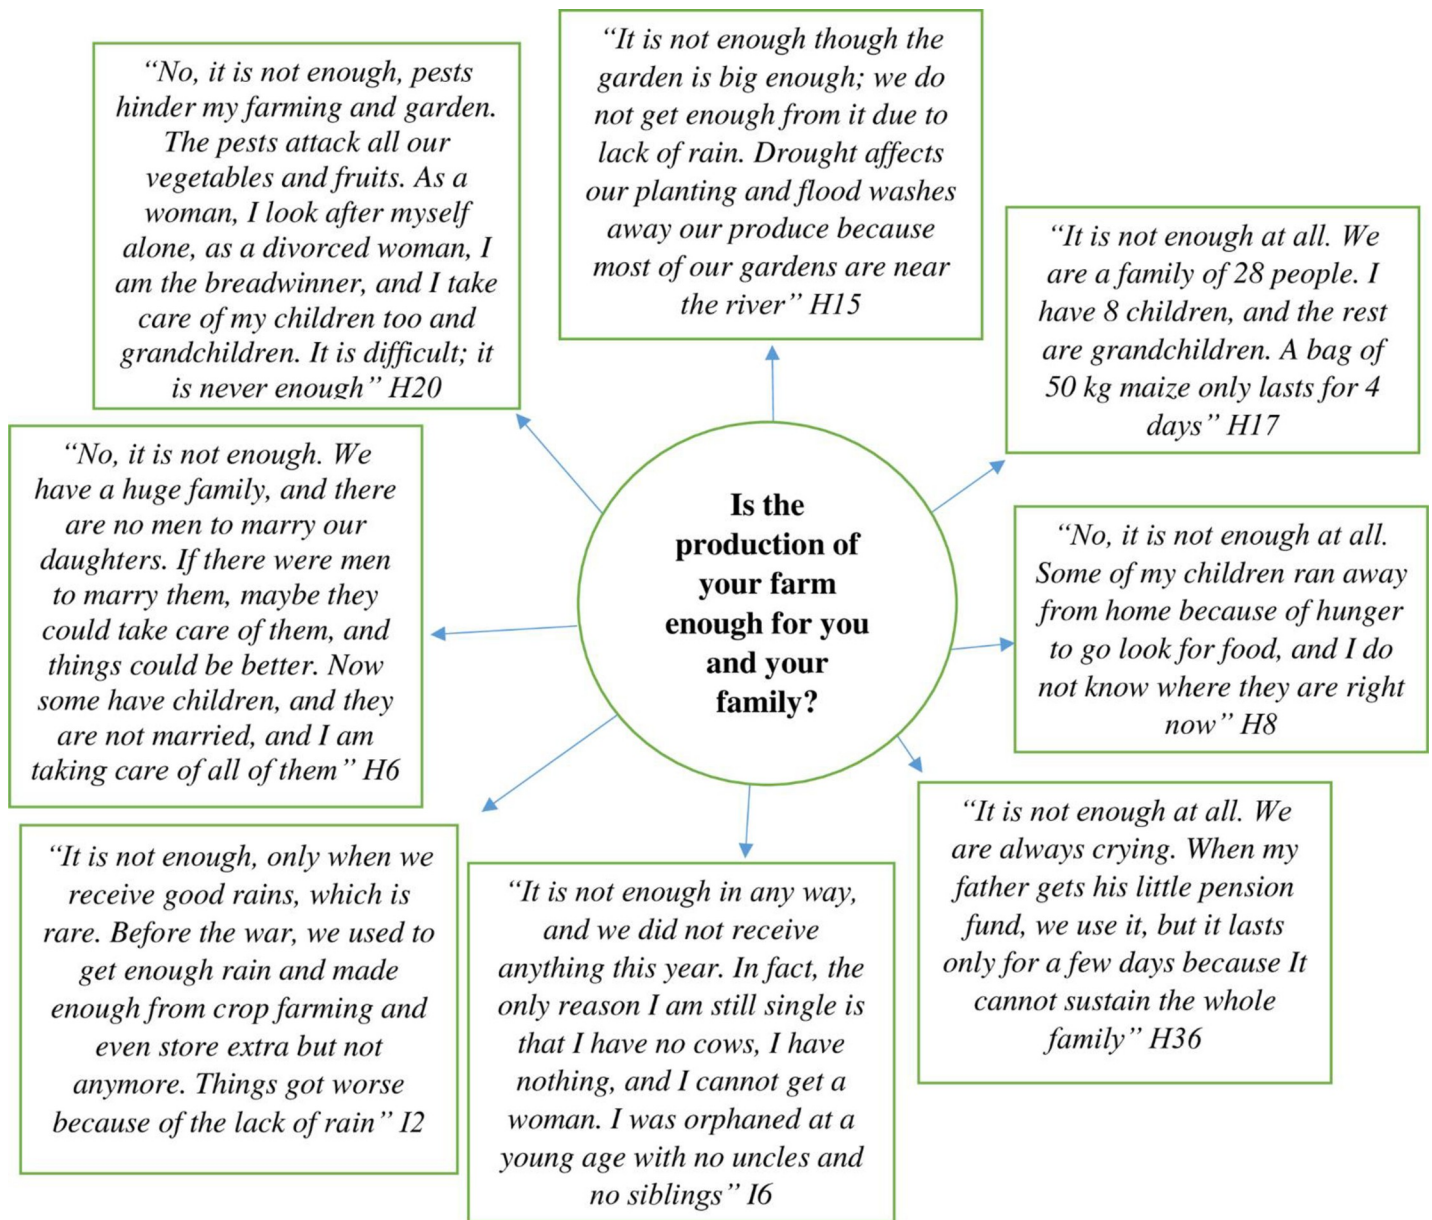 “No, it is not enough, pests
hinder my farming and garden.
The pests attack all our
vegetables and fruits. As a
woman, I look after myself
alone, as a divorced woman, I
am the breadwinner, and I take
care of my children too and
grandchildren. It is difficult; it
is never enough” H20
“It is not enough though the
garden is big enough; we do
not get enough from it due to
lack of rain. Drought affects
our planting and flood washes
away our produce because
most of our gardens are near
the river” H15
“It is not enough at all. We
are a family of 28 people. I
have 8 children, and the rest
are grandchildren. A bag of
50 kg maize only lasts for 4
days” H17
“No, it is not enough. We
have a huge family, and there
are no men to marry our
daughters. If there were men
to marry them, maybe they
could take care of them, and
things could be better. Now
some have children, and they
are not married, and I am
taking care of all of them” H6
Is the
production of
your farm
enough for you
and your
family?
“No, it is not enough at all.
Some of my children ran away
from home because of hunger
to go look for food, and I do
not know where they are right
now” H8
“It is not enough, only when we
receive good rains, which is
rare. Before the war, we used to
get enough rain and made
enough from crop farming and
even store extra but not
anymore. Things got worse
because of the lack of rain” I2
“It is not enough in any way,
and we did not receive
anything this year. In fact, the
only reason I am still single is
that I have no cows, I have
nothing, and I cannot get a
woman. I was orphaned at a
young age with no uncles and
no siblings” I6
“It is not enough at all. We
are always crying. When my
father gets his little pension
fund, we use it, but it lasts
only for a few days because It
cannot sustain the whole
family” H36